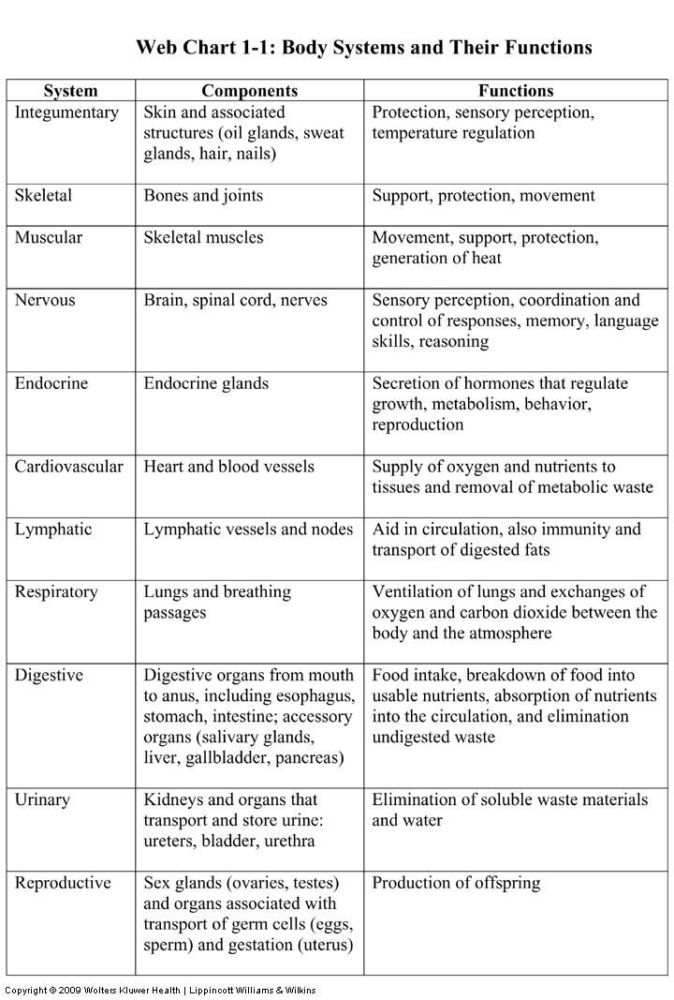 Web Chart 1-1: Body Systems and Their Functions
System Components Functions
Integumentary
Skin and associated
structures (oil glands, sweat
glands, hair, nails)
Protection, sensory perception,
temperature regulation
Skeletal
Bones and joints
Support, protection, movement
Muscular
Skeletal muscles
Movement, support, protection,
generation of heat
Nervous
Brain, spinal cord, nerves
Sensory perception, coordination and
control of responses, memory, language
skills, reasoning
Endocrine
Endocrine glands
Secretion of hormones that regulate
growth, metabolism, behavior,
reproduction
Cardiovascular
Heart and blood vessels
Supply of oxygen and nutrients to
tissues and removal of metabolic waste
Lymphatic
Lymphatic vessels and nodes
Aid in circulation, also immunity and
transport of digested fats
Respiratory
Lungs and breathing
passages
Ventilation of lungs and exchanges of
oxygen and carbon dioxide between the
body and the atmosphere
Digestive
Digestive organs from mouth
to anus, including esophagus,
stomach, intestine; accessory
organs (salivary glands,
liver, gallbladder, pancreas)
Food intake, breakdown of food into
usable nutrients, absorption of nutrients
into the circulation, and elimination
undigested waste
Urinary
Kidneys and organs that
transport and store urine:
ureters, bladder, urethra
Elimination of soluble waste materials
and water
Reproductive
Sex glands (ovaries, testes)
and organs associated with
transport of germ cells (eggs,
sperm) and gestation (uterus)
Production of offspring
Copyright © 2009 Wolters Kluwer Health | Lippincott Williams & Wilkins